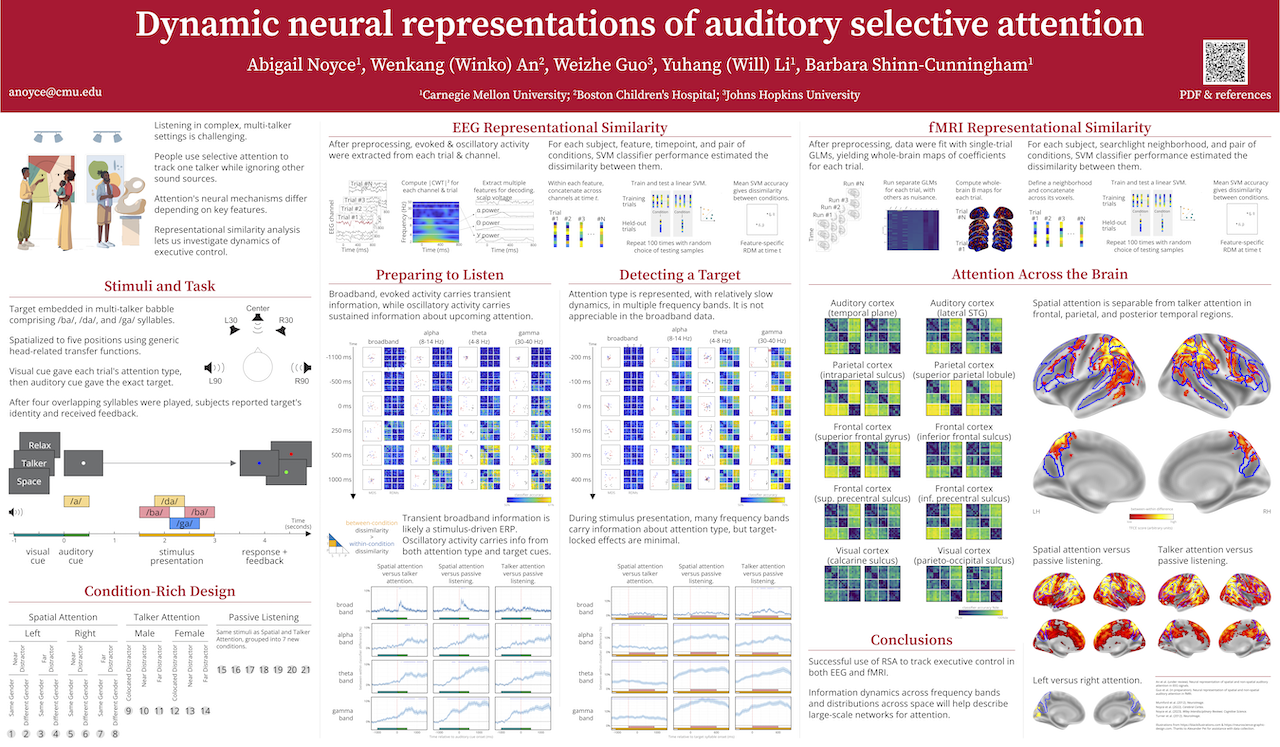 Dynamic neural representations of auditory selective attention
Abigail Noyce¹, Wenkang (Winko) An², Weizhe Guo³, Yuhang (Will) Li¹, Barbara Shinn-Cunningham¹
anoyce@cmu.edu
¹Carnegie Mellon University; ²Boston Children's Hospital; ³Johns Hopkins University
PDF & references
Listening in complex, multi-talker
settings is challenging.
People use selective attention to
track one talker while ignoring other
sound sources.
Attention's neural mechanisms differ
depending on key features.
Representational similarity analysis
lets us investigate dynamics of
executive control.
Stimuli and Task
Target embedded in multi-talker babble
comprising /ba/, /da/, and /ga/ syllables.
Spatialized to five positions using generic
head-related transfer functions.
Visual cue gave each trial's attention type,
then auditory cue gave the exact target.
After four overlapping syllables were played, subjects reported target's
identity and received feedback.
Center
L30
R30
L90
R90
Relax
Talker
Space
/a/
/da/
/ba/
/ba/
/ga/
Time
(seconds)
0
1
2
3
4
visual
cue
auditory
cue
stimulus
presentation
response +
feedback
Condition-Rich Design
Spatial Attention
Talker Attention
Passive Listening
Left
Right
Male
Female
Same stimuli as Spatial and Talker
Attention, grouped into 7 new
conditions.
Near
Distractor
Far
Distractor
Near
Distractor
Far
Distractor
Same Gender
Different Gender
Same Gender
Different Gender
Same Gender
Different Gender
Same Gender
Different Gender
Colocated Distractor
Near Distractor
Far Distractor
Colocated Distractor
Near Distractor
Far Distractor
1 2 3 4 5 6 7 8
9 10 11 12 13 14
15 16 17 18 19 20 21
EEG Representational Similarity
After preprocessing, evoked & oscillatory activity
were extracted from each trial & channel.
For each subject, feature, timepoint, and pair of
conditions, SVM classifier performance estimated the
dissimilarity between them.
Trial #N
Trial #3
Trial #2
Trial #1
EEG channel
Time (ms)
Compute (CWT)² for
each channel & trial
Frequency (Hz)
Time (ms)
Extract multiple
features for decoding.
scalp voltage
α power
θ power
γ power
Time (ms)
Within each feature,
concatenate across
channels at time t.
Trial
#1 #2 #3 #N
Train and test a linear SVM.
Training
trials
Condition
Held-out
trials
Repeat 100 times with random
choice of testing samples
Mean SVM accuracy
gives dissimilarity
between conditions.
Feature-specific
RDM at time t
Preparing to Listen
Broadband, evoked activity carries transient
information, while oscillatory activity carries
sustained information about upcoming attention.
broadband
alpha
(8-14 Hz)
theta
(4-8 Hz)
gamma
(30-40 Hz)
-1100 ms
-500 ms
0 ms
250 ms
500 ms
1000 ms
between-condition
dissimilarity
>
within-condition
dissimilarity
Transient broadband information is
likely a stimulus-driven ERP.
Oscillatory activity carries info from
both attention type and target cues.
Spatial attention
versus talker
attention.
Spatial attention
versus passive
listening.
Talker attention
versus passive
listening.
broad
band
alpha
band
theta
band
gamma
band
Detecting a Target
Attention type is represented, with relatively slow
dynamics, in multiple frequency bands. It is not
appreciable in the broadband data.
broadband
alpha
(8-14 Hz)
theta
(4-8 Hz)
gamma
(30-40 Hz)
-200 ms
-100 ms
0 ms
200 ms
300 ms
400 ms
During stimulus presentation, many frequency bands
carry information about attention type, but target-
locked effects are minimal.
Spatial attention
versus talker
attention.
Spatial attention
versus passive
listening.
Talker attention
versus passive
listening.
broad
band
alpha
band
theta
band
gamma
band
fMRI Representational Similarity
After preprocessing, data were fit with single-trial
GLMs, yielding whole-brain maps of coefficients
for each trial.
For each subject, searchlight neighborhood, and pair of
conditions, SVM classifier performance estimated the
dissimilarity between them.
Run #N
Run #3
Run #2
Run #1
Time
Run separate GLMs
for each trial, with
others as nuisance.
Compute whole-
brain B maps for
each trial.
Trial
#N
Trial
#1
Define a neighborhood
and concatenate
across its voxels.
Trial
#1 #2 #3 #N
Train and test a linear SVM.
Training
trials
Condition
Held-out
trials
Repeat 100 times with random
choice of testing samples
Mean SVM accuracy
gives dissimilarity
between conditions.
Feature-specific
RDM at time t
Attention Across the Brain
Auditory cortex
(temporal plane)
Auditory cortex
(lateral STG)
Parietal cortex
(intraparietal sulcus)
Parietal cortex
(superior parietal lobule)
Frontal cortex
(superior frontal gyrus)
Frontal cortex
(inferior frontal sulcus)
Frontal cortex
(sup. precentral sulcus)
Frontal cortex
(inf. precentral sulcus)
Visual cortex
(calcarine sulcus)
Visual cortex
(parieto-occipital sulcus)
Spatial attention is separable from talker attention in
frontal, parietal, and posterior temporal regions.
LH
RH
Spatial attention versus
passive listening.
Talker attention versus
passive listening.
Left versus right attention.
Conclusions
Successful use of RSA to track executive control in
both EEG and fMRI.
Information dynamics across frequency bands
and distributions across space will help describe
large-scale networks for attention.